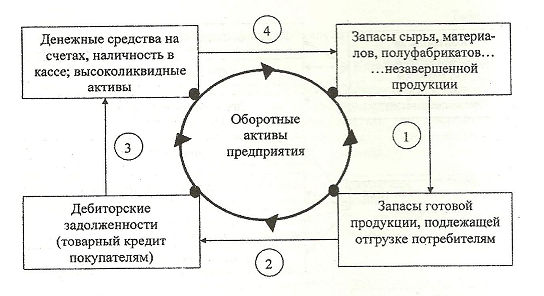 Денежные средства на
счетах, наличность в
кассе; высоколиквидные
активы
4
Запасы сырья, материа-
лов, полуфабрикатов...
...незавершенной
продукции
Оборотные
активы
предприятия
3
1
Дебиторские
задолженности
(товарный кредит
покупателям)
2
Запасы готовой
продукции, подлежащей
отгрузке потребителям